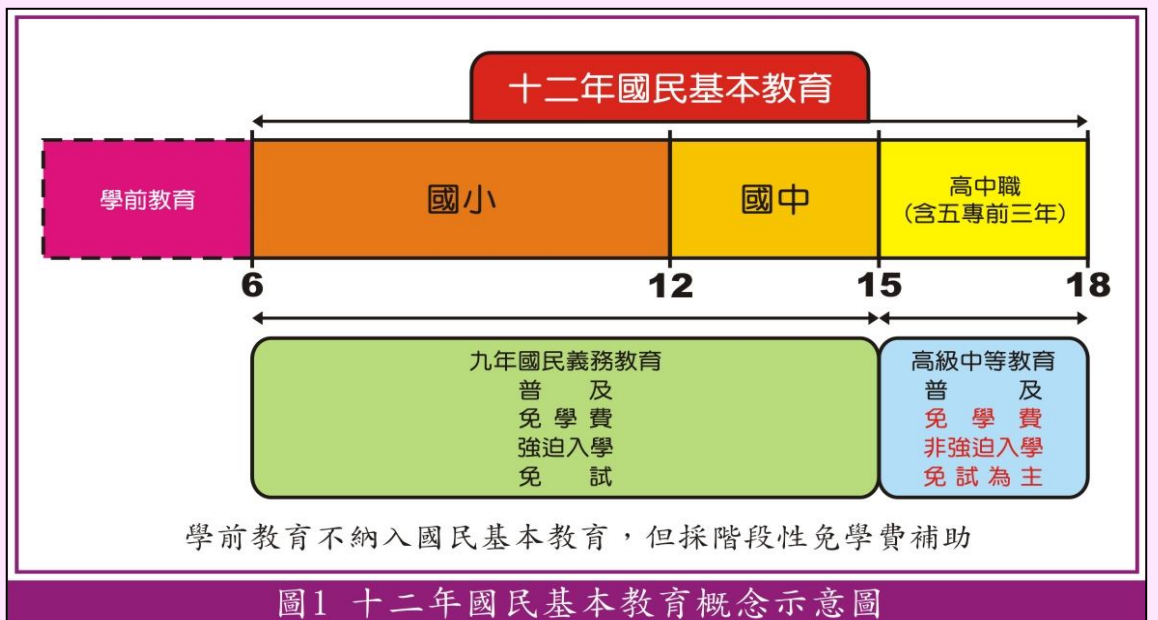 十二年國民基本教育
學前教育
國小
國中
高中職
(含五專前三年)
6
12
15
18
九年國民義務教育
普及
免學費
強迫入學
免試
高級中等教育
普及
免學費
非強迫入學
免試為主
學前教育不納入國民基本教育，但採階段性免學費補助
圖1 十二年國民基本教育概念示意圖